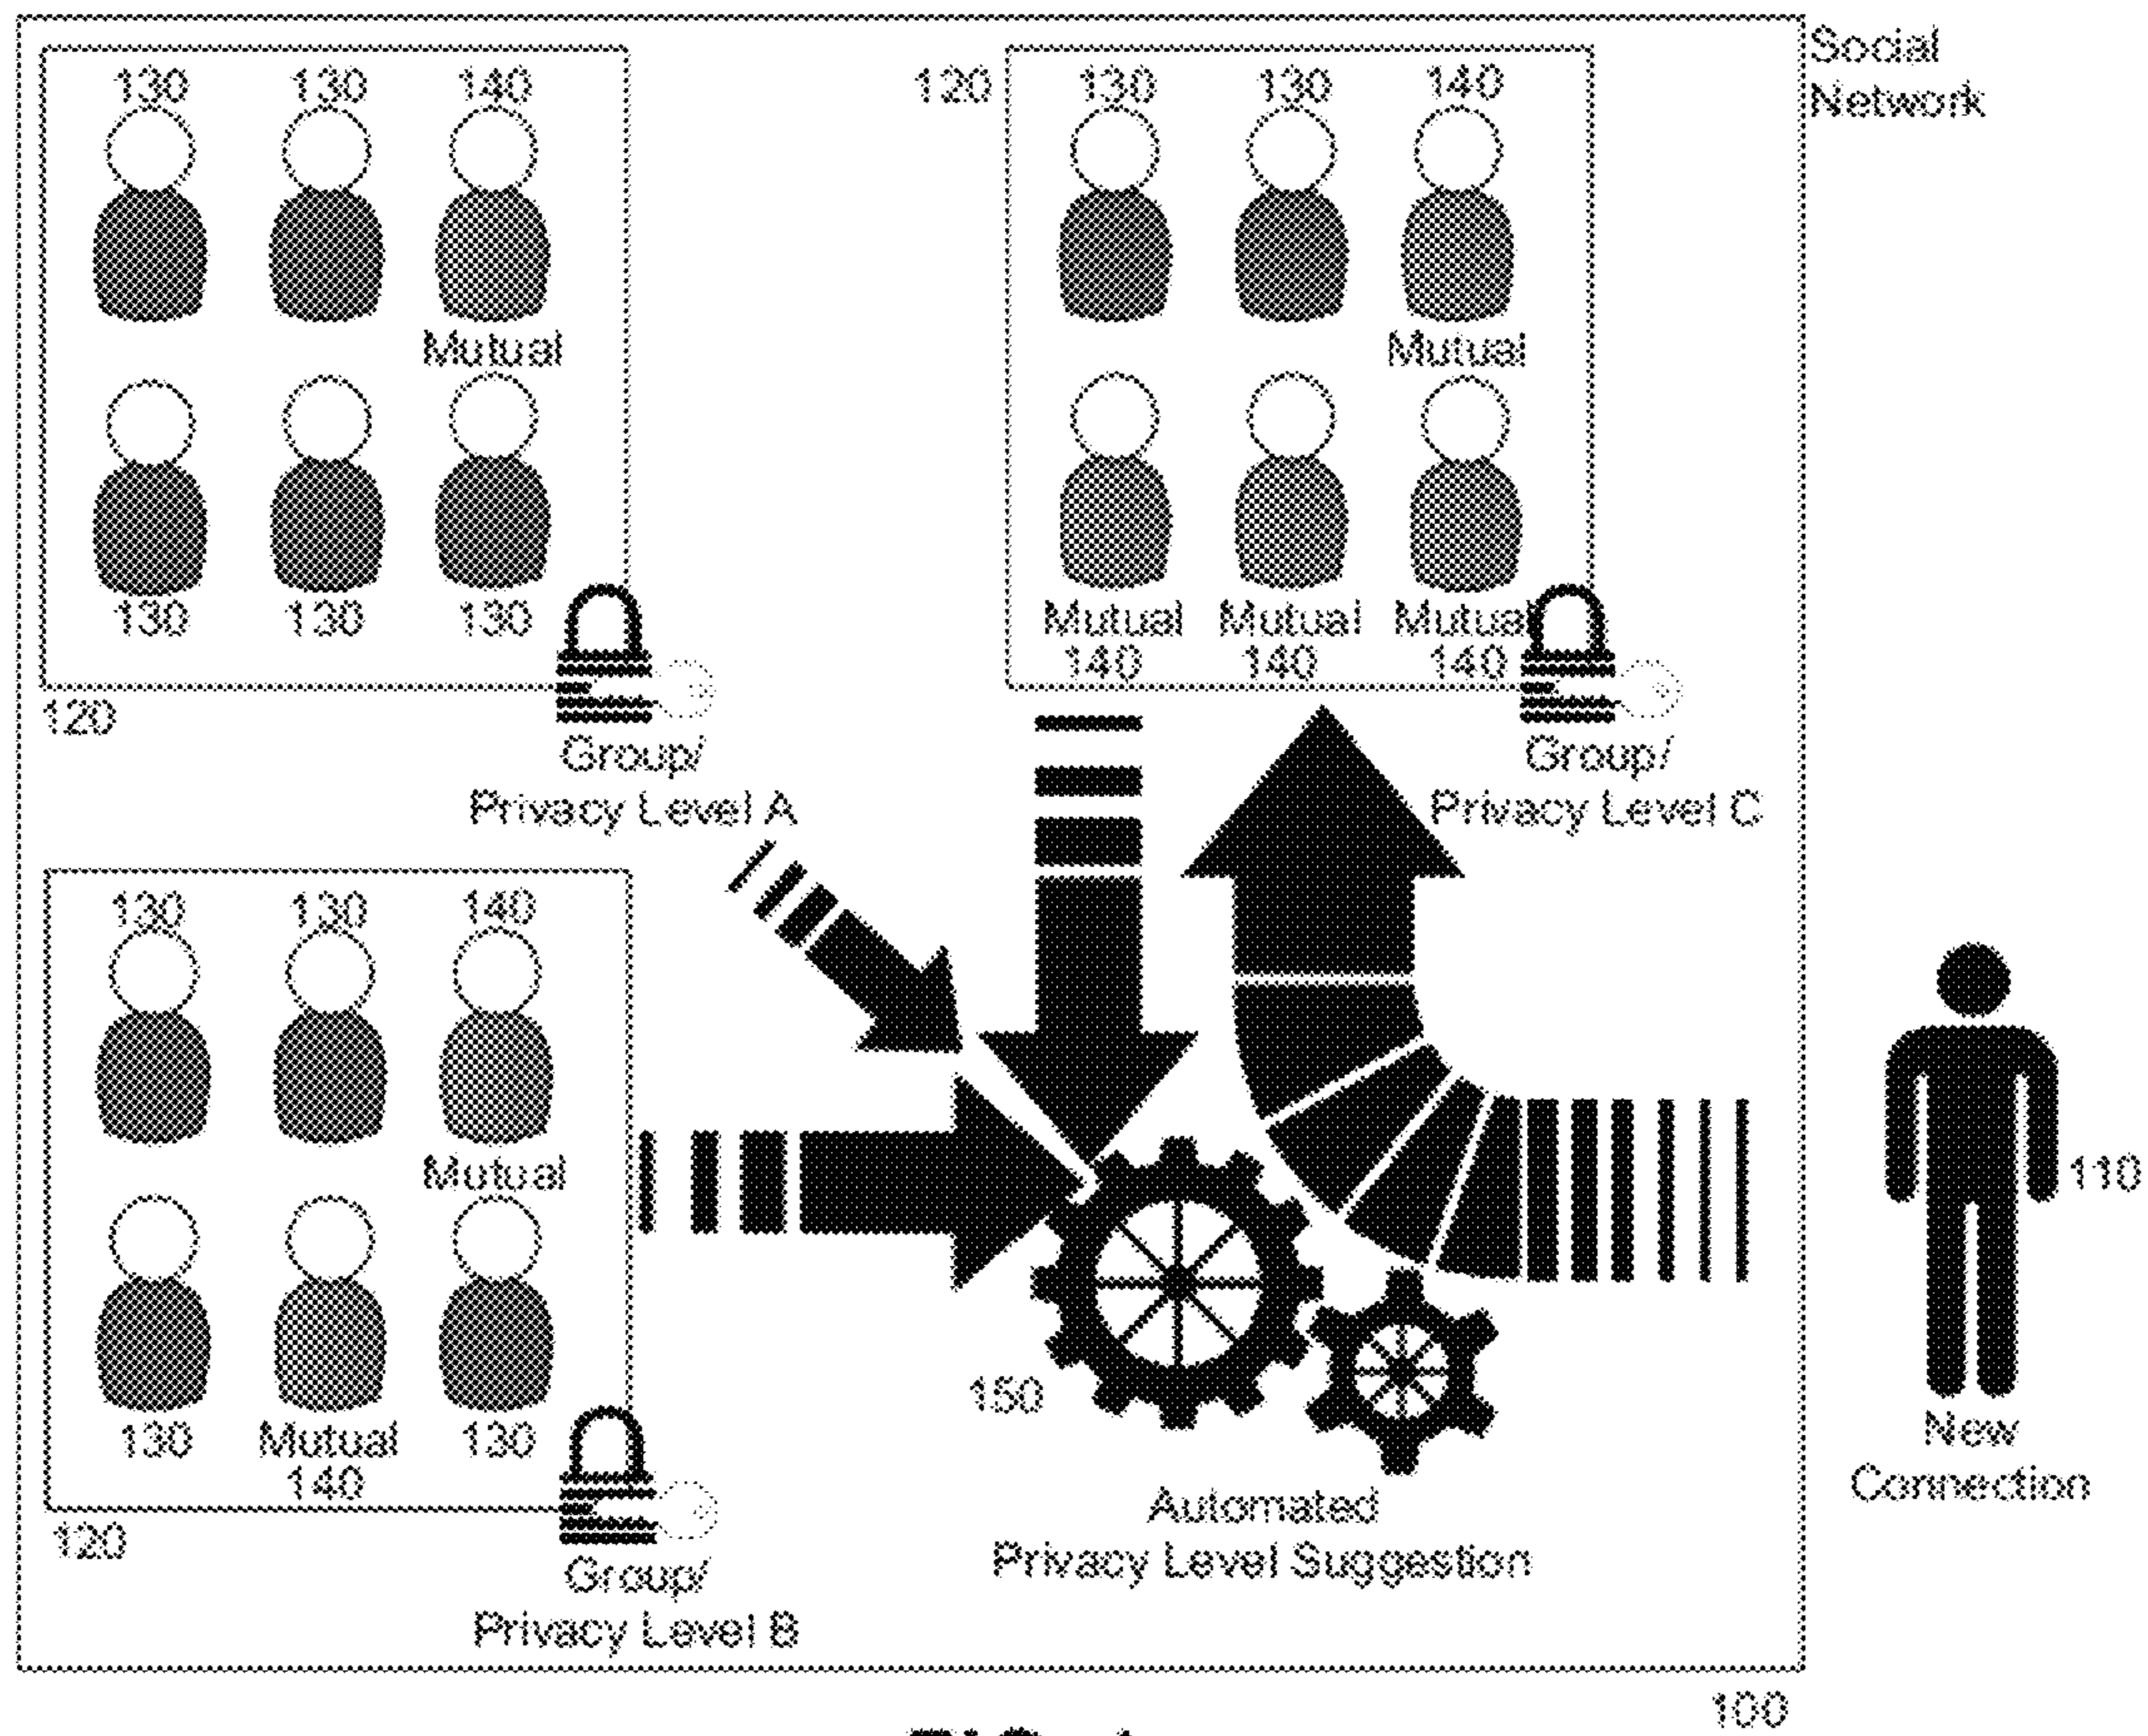 Social
Network
130 130 140
Mutual
130 130 130
120
Group/
Privacy Level A
120
130 130 140
Mutual
Mutual Mutual Mutual
140 140 140
Group/
Privacy Level C
130 130 140
Mutual
130 Mutual 130
140
120
Group/
Privacy Level B
150
Automated
Privacy Level Suggestion
110
New
Connection
100